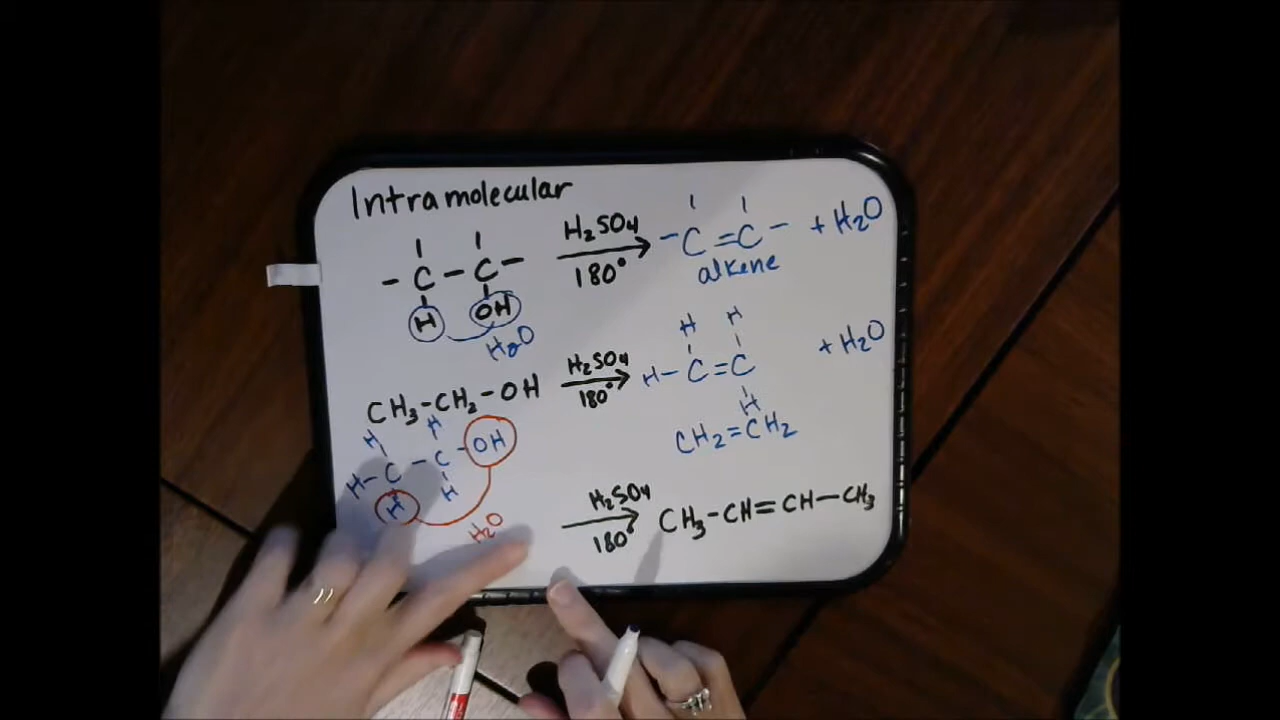 Intramolecular
| | H₂SO₄ | |
- C - C - → - C = C - + H₂O
| | 180° alkene
H OH
H₂O
CH₃-CH₂-OH H₂SO₄ → 180° H H
H - C = C + H₂O
H
H H CH₂=CH₂
H - C - C - OH
H H
H₂O
H₂SO₄ → 180° CH₃-CH=CH-CH₃